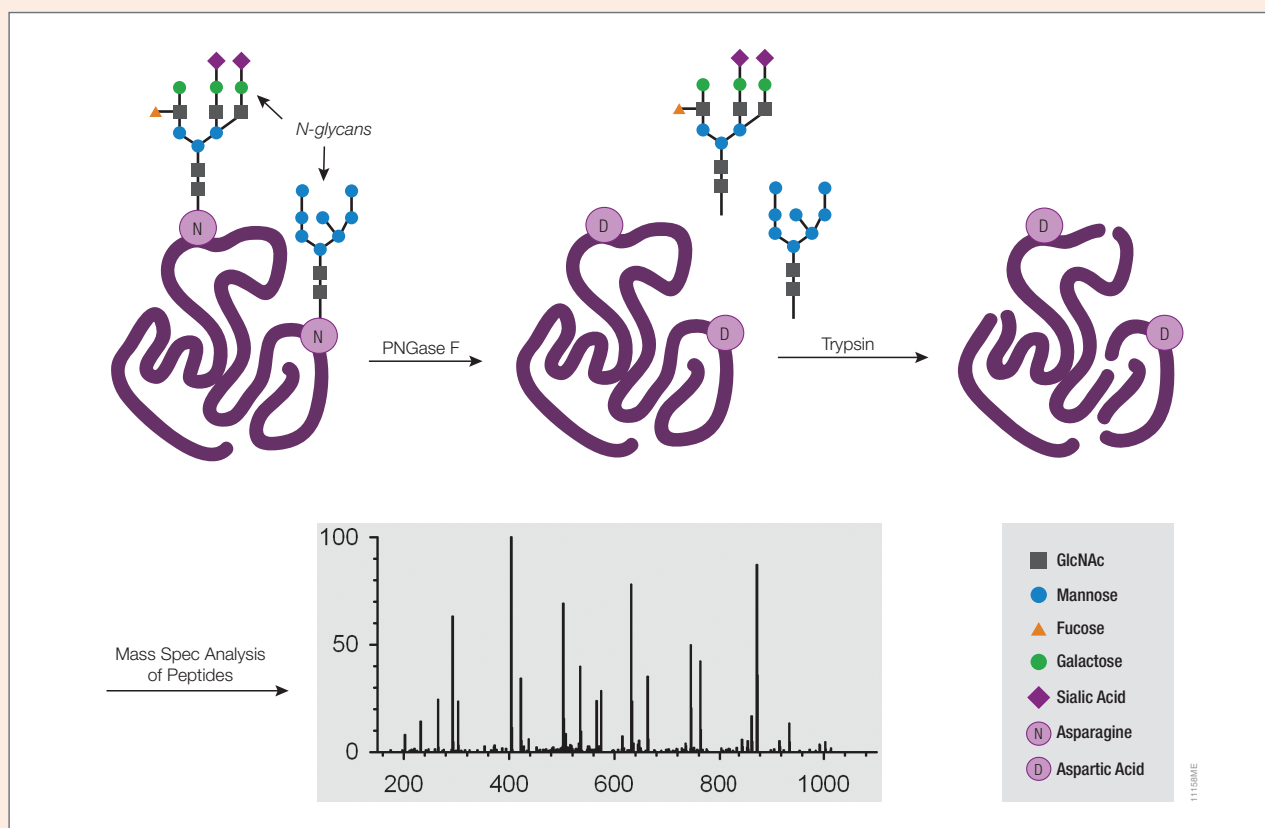 N-glycans
N
N
PNGase F
D
D
Trypsin
D
D
Mass Spec Analysis
of Peptides
100
50
0
200 400 600 800 1000
GlcNAc
Mannose
Fucose
Galactose
Sialic Acid
N Asparagine
D Aspartic Acid
11158ME